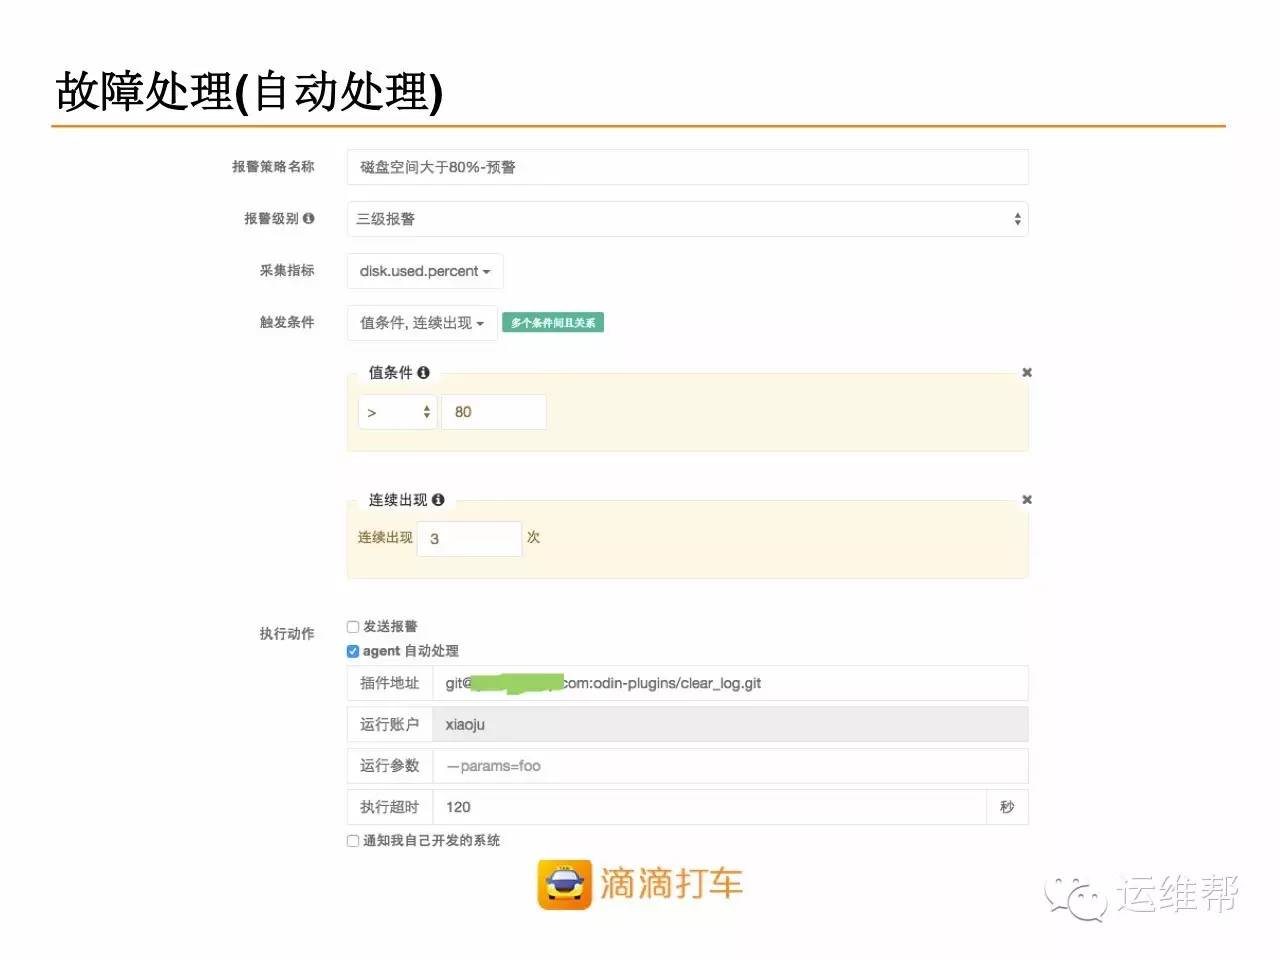 故障处理(自动处理)
报警策略名称 磁盘空间大于80%-预警
报警级别 三级报警
采集指标 disk.used.percent
触发条件 值条件, 连续出现 多个条件间且关系
值条件
> 80
连续出现
连续出现 3 次
执行动作 发送报警
agent 自动处理
插件地址 git@ com:odin-plugins/clear_log.git
运行账户 xiaoju
运行参数 —params=foo
执行超时 120 秒
通知我自己开发的系统
滴滴打车
运维帮